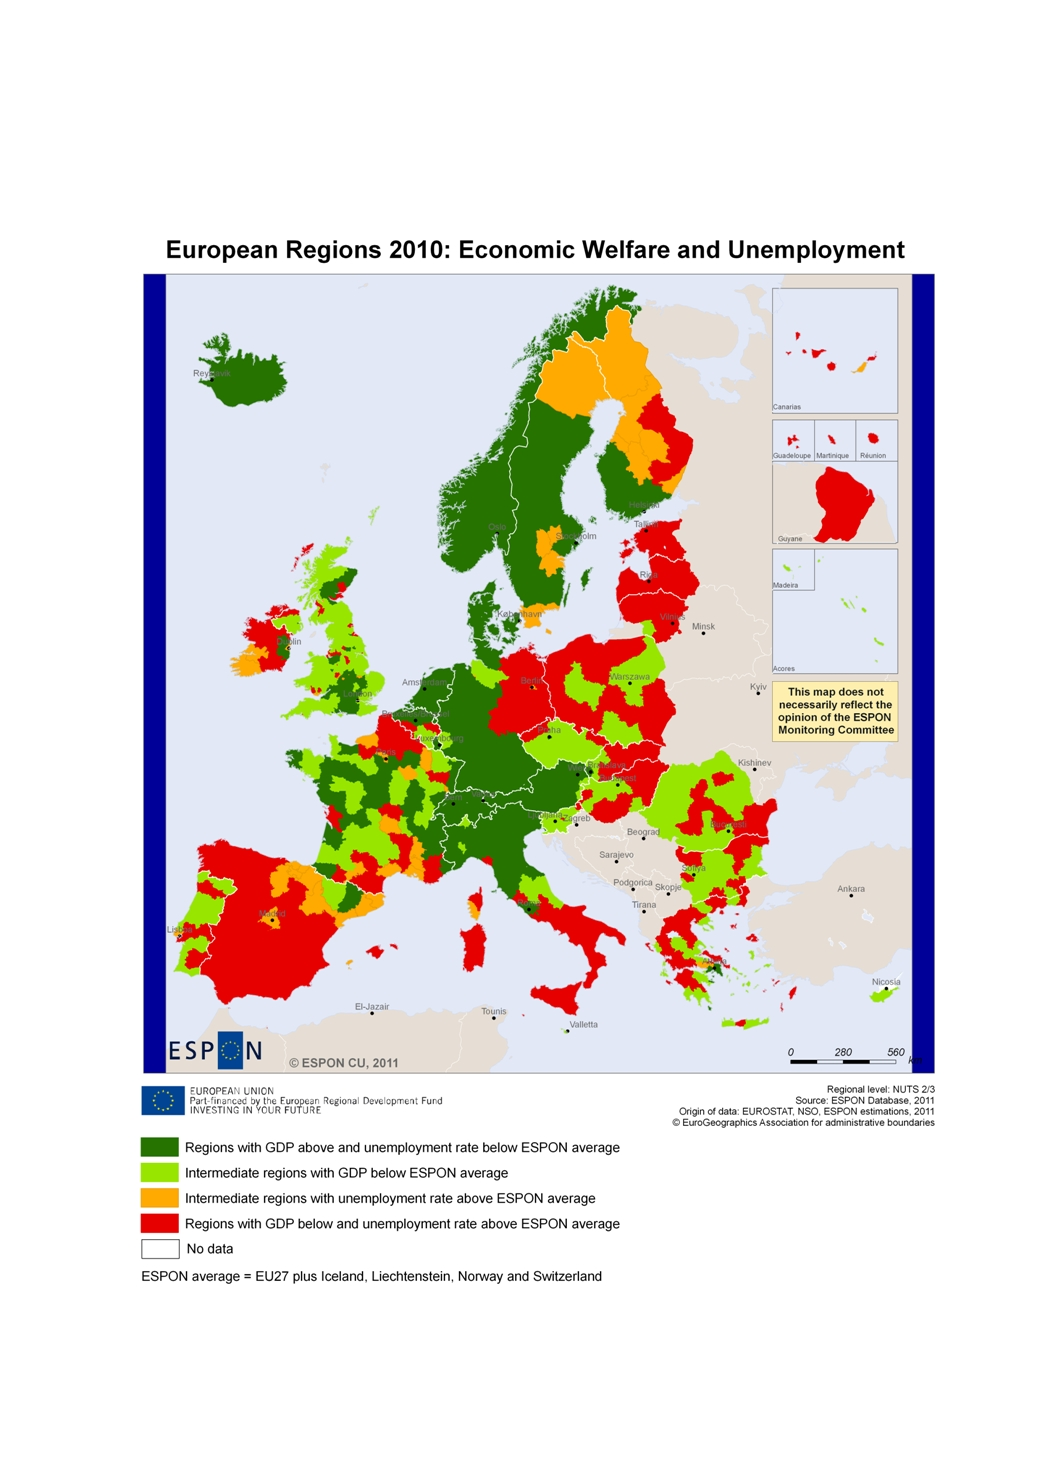 European Regions 2010: Economic Welfare and Unemployment
Reykjavik
Canarias
Guadeloupe
Martinique
Réunion
Guyane
Madeira
Acores
Oslo
Stockholm
Helsinki
Tallinn
Riga
Vilnius
Minsk
København
Dublin
London
Amsterdam
Berlin
Warszawa
Kyiv
This map does not
necessarily reflect the
opinion of the ESPON
Monitoring Committee
Luxembourg
Paris
Praha
Kishinev
Zagreb
Beograd
Sarajevo
Sofiya
Podgorica
Skopje
Tirana
Ankara
Madrid
Lisboa
Nicosia
El-Jazair
Tounis
Valletta
ESPON
© ESPON CU, 2011
0 280 560
EUROPEAN UNION
Part-financed by the European Regional Development Fund
INVESTING IN YOUR FUTURE
Regional level: NUTS 2/3
Source: ESPON Database, 2011
Origin of data: EUROSTAT, NSO, ESPON estimations, 2011
© EuroGeographics Association for administrative boundaries
Regions with GDP above and unemployment rate below ESPON average
Intermediate regions with GDP below ESPON average
Intermediate regions with unemployment rate above ESPON average
Regions with GDP below and unemployment rate above ESPON average
No data
ESPON average = EU27 plus Iceland, Liechtenstein, Norway and Switzerland